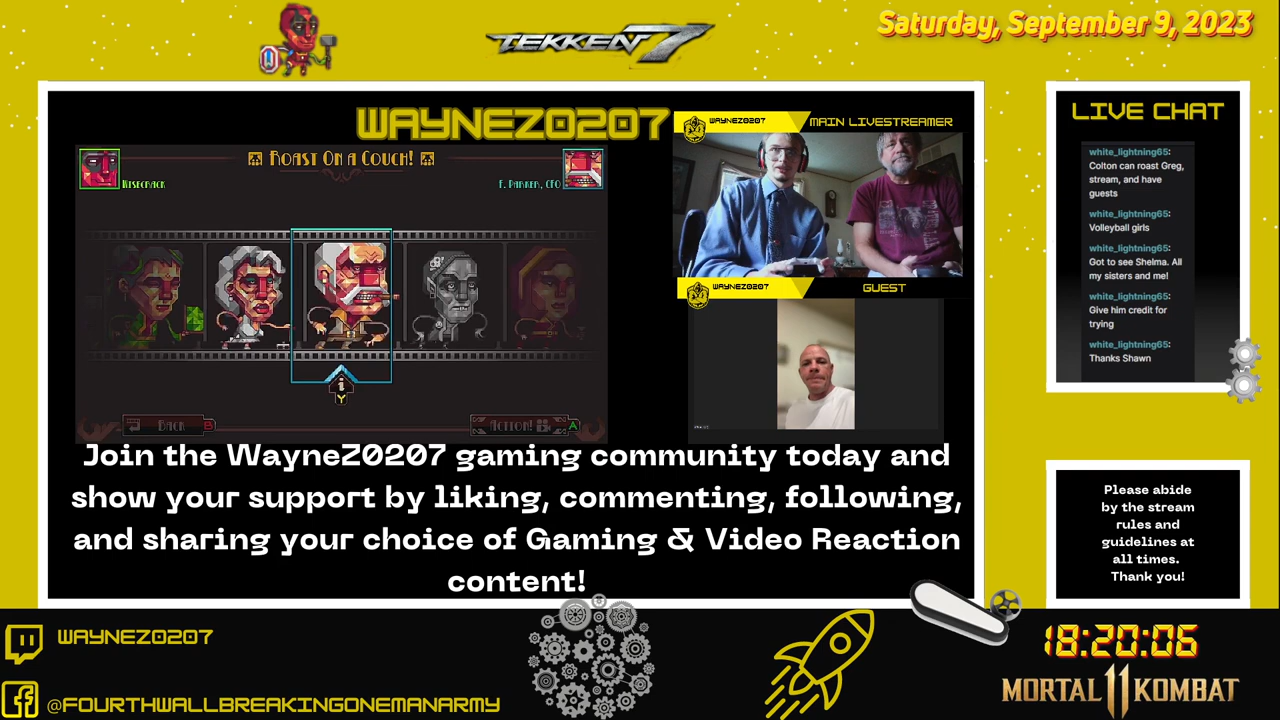 TEKKEN 7
Saturday, September 9, 2023
WAYNEZ0207
ROAST ON A COUCH!
WISECRACK
F. PARKER, CFO
BACK B
ACTION! A
Y
WAYNEZ0207
MAIN LIVESTREAMER
WAYNEZ0207
GUEST
LIVE CHAT
white_lightning65:
Colton can roast Greg,
stream, and have
guests
white_lightning65:
Volleyball girls
white_lightning65:
Got to see Shelma. All
my sisters and me!
white_lightning65:
Give him credit for
trying
white_lightning65:
Thanks Shawn
Join the WayneZ0207 gaming community today and
show your support by liking, commenting, following,
and sharing your choice of Gaming & Video Reaction
content!
Please abide
by the stream
rules and
guidelines at
all times.
Thank you!
WAYNEZ0207
@FOURTHWALLBREAKINGONEMANARMY
18:20:06
MORTAL 11 KOMBAT